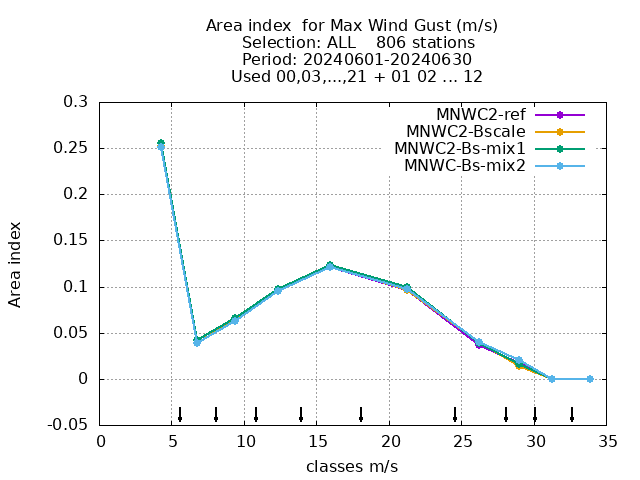 Area index  for Max Wind Gust (m/s)
Selection: ALL    806 stations
Period: 20240601-20240630
Used 00,03,...,21 + 01 02 ... 12
MNWC2-ref
MNWC2-Bscale
MNWC2-Bs-mix1
MNWC-Bs-mix2
0.3
0.25
0.2
0.15
0.1
0.05
0
-0.05
Area index
0 5 10 15 20 25 30 35
classes m/s